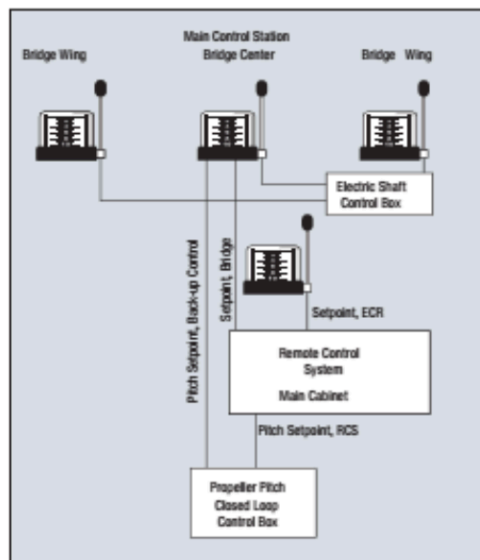 Main Control Station
Bridge Wing
Bridge Center
Bridge Wing
Electric Shaft
Control Box
Pitch Setpoint, Back-up Control
Setpoint, Bridge
Setpoint, ECR
Remote Control
System
Main Cabinet
Pitch Setpoint, RCS
Propeller Pitch
Closed Loop
Control Box